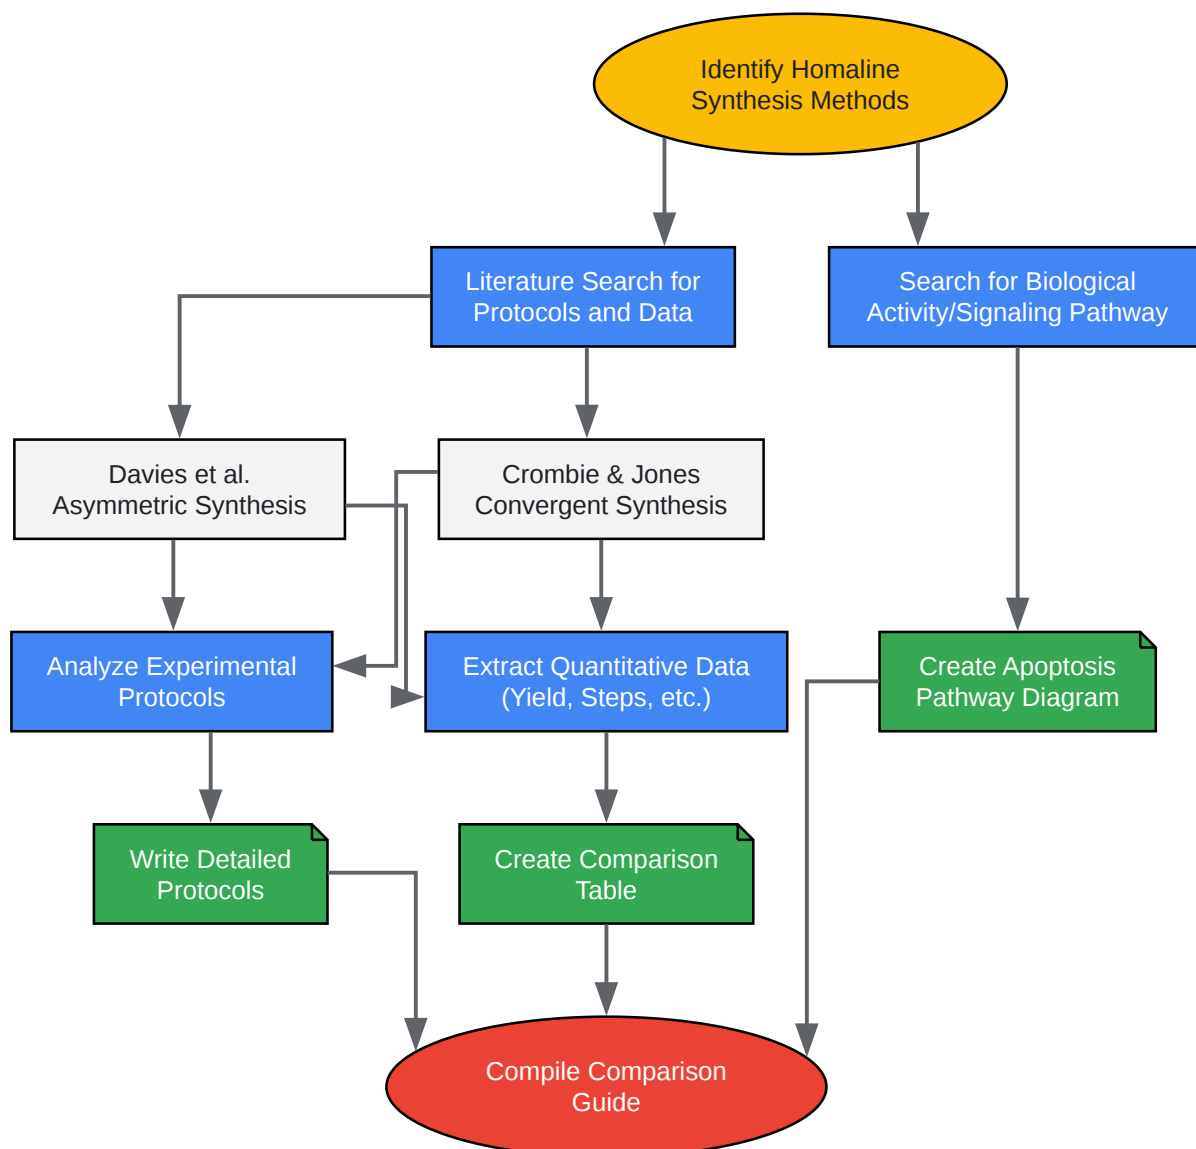 Identify Homaline
Synthesis Methods
Literature Search for
Protocols and Data
Search for Biological
Activity/Signaling Pathway
Davies et al.
Asymmetric Synthesis
Crombie & Jones
Convergent Synthesis
Analyze Experimental
Protocols
Extract Quantitative Data
(Yield, Steps, etc.)
Create Apoptosis
Pathway Diagram
Write Detailed
Protocols
Create Comparison
Table
Compile Comparison
Guide